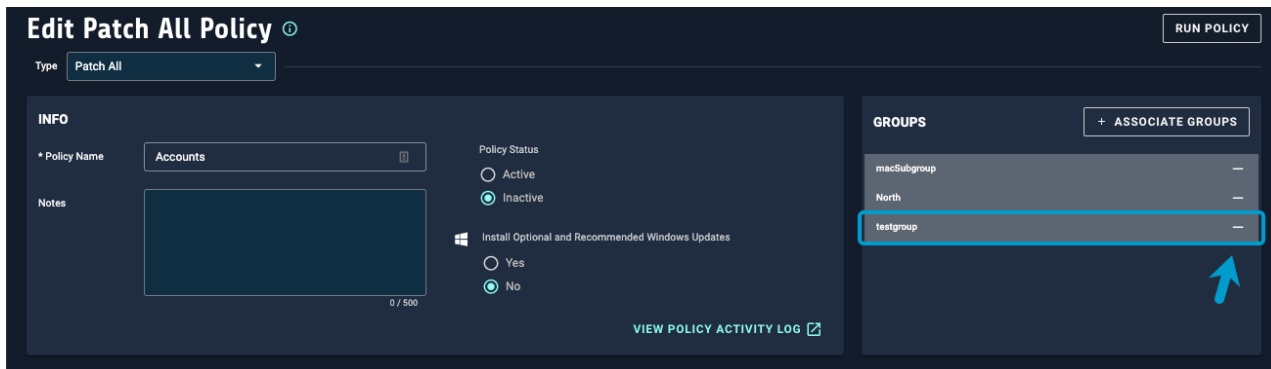 Edit Patch All Policy
RUN POLICY
Type Patch All
INFO
* Policy Name Accounts
Notes
0 / 500
Policy Status
Active
Inactive
Install Optional and Recommended Windows Updates
Yes
No
VIEW POLICY ACTIVITY LOG
GROUPS
+ ASSOCIATE GROUPS
macSubgroup
North
testgroup